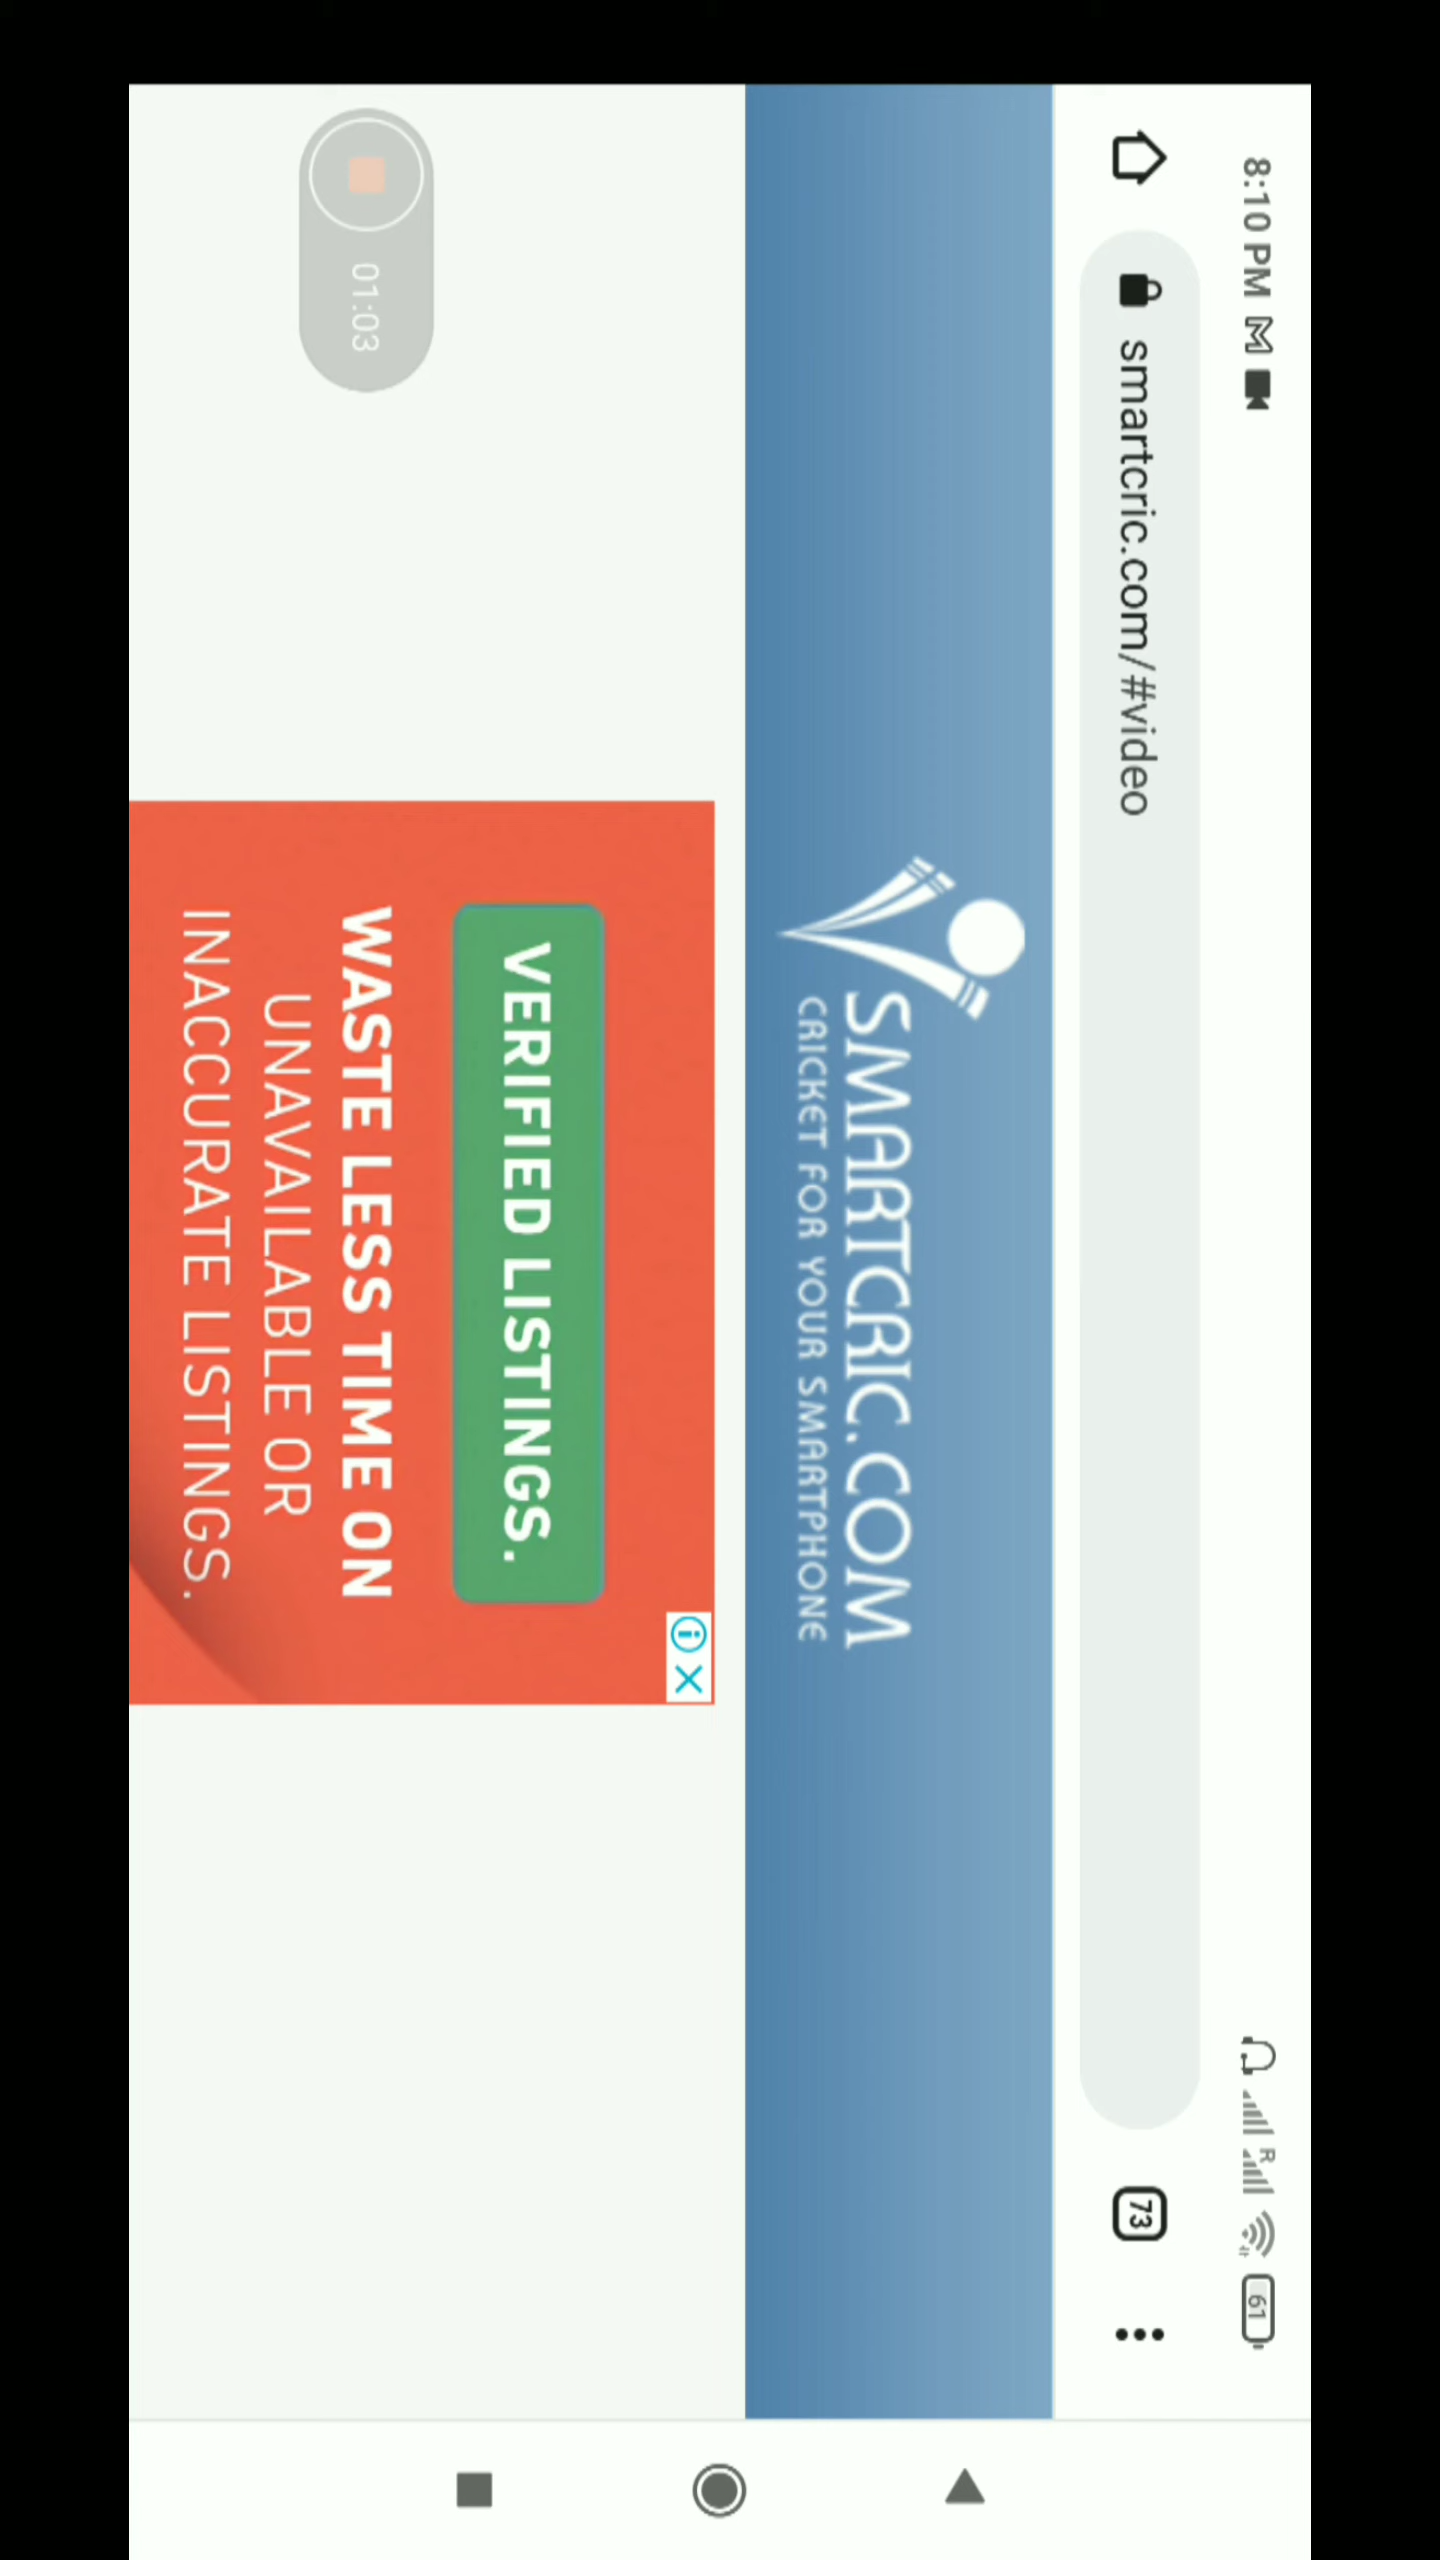 8:10 PM
61
smartcric.com/#video
73
SMARTCRIC.COM
CRICKET FOR YOUR SMARTPHONE
VERIFIED LISTINGS.
WASTE LESS TIME ON
UNAVAILABLE OR
INACCURATE LISTINGS.
01:03